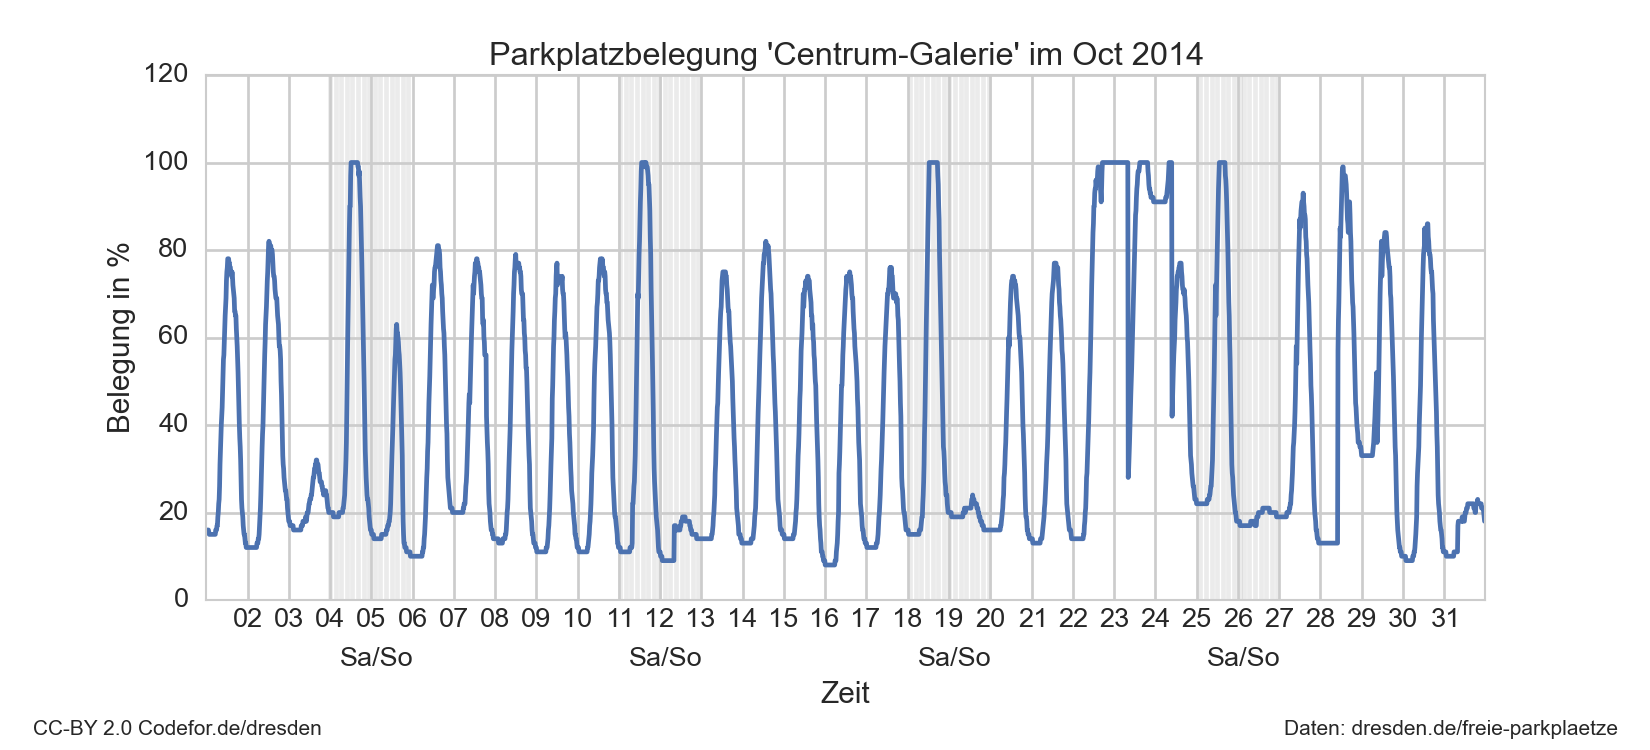 Parkplatzbelegung 'Centrum-Galerie' im Oct 2014
120
100
80
60
40
20
0
Belegung in %
02 03 04 05 06 07 08 09 10 11 12 13 14 15 16 17 18 19 20 21 22 23 24 25 26 27 28 29 30 31
Sa/So Sa/So Sa/So Sa/So
Zeit
CC-BY 2.0 Codefor.de/dresden
Daten: dresden.de/freie-parkplaetze